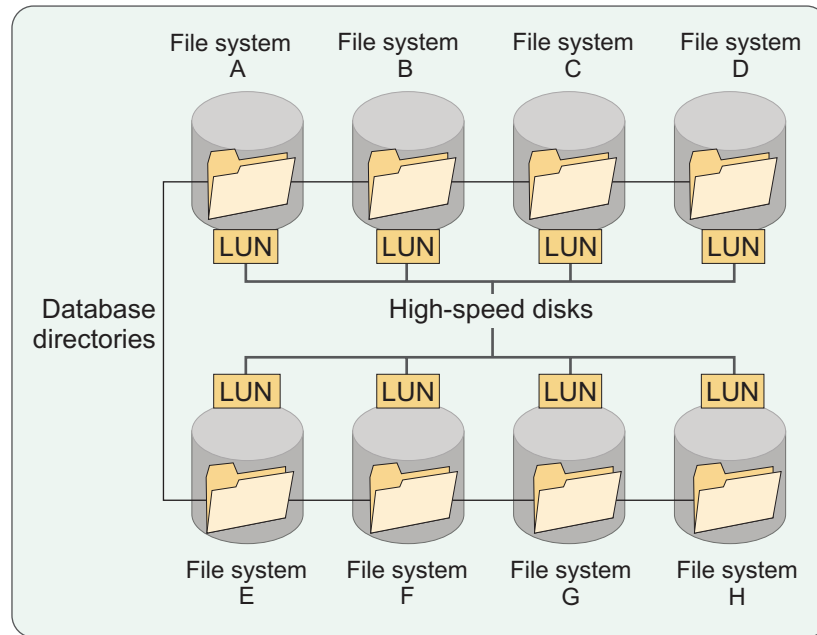 File system
A
File system
B
File system
C
File system
D
LUN
LUN
LUN
LUN
Database
directories
High-speed disks
LUN
LUN
LUN
LUN
File system
E
File system
F
File system
G
File system
H